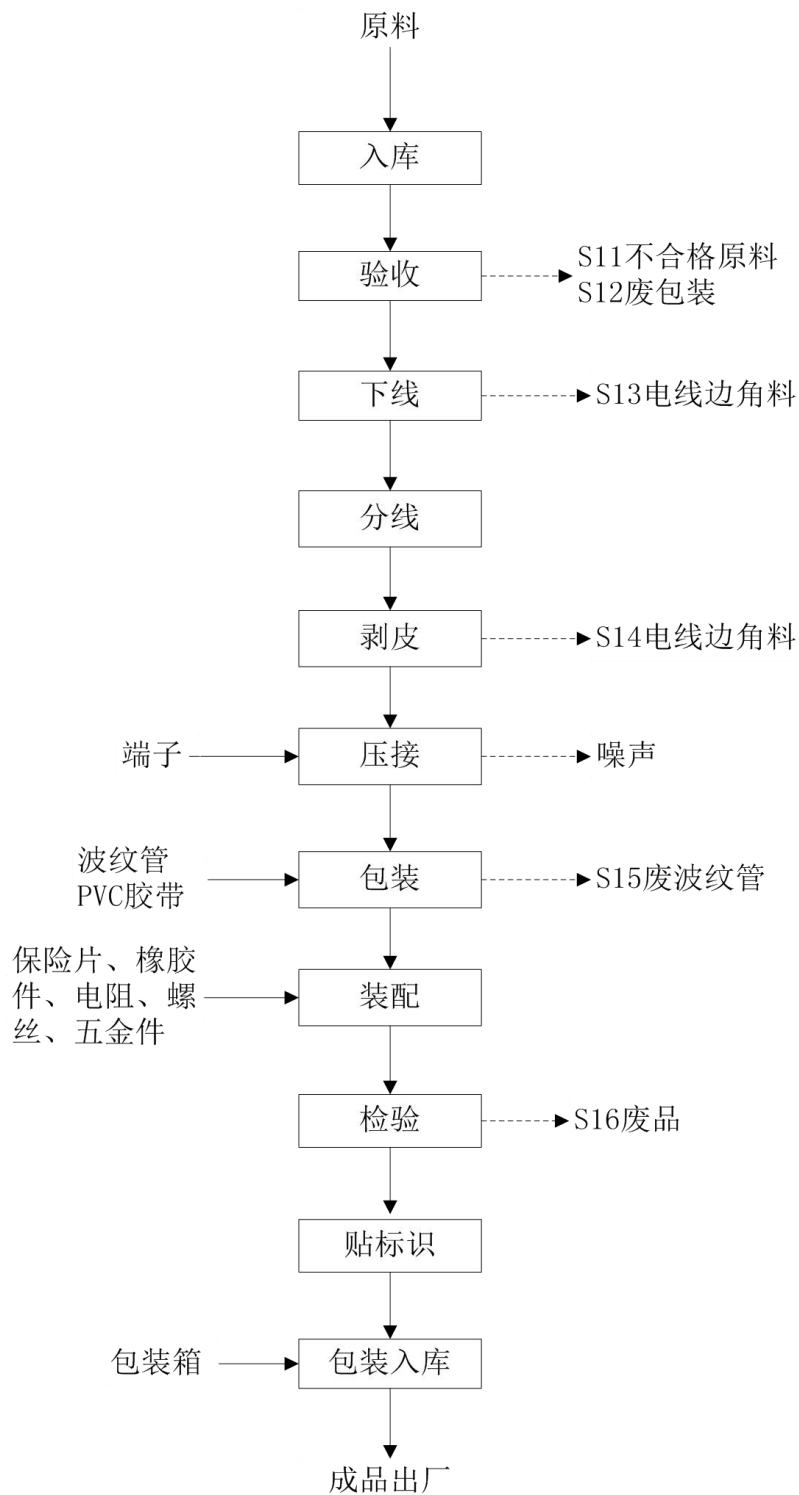 原料
入库
验收
S11不合格原料
S12废包装
下线
S13电线边角料
分线
剥皮
S14电线边角料
端子
压接
噪声
波纹管
PVC胶带
包装
S15废波纹管
保险片、橡胶
件、电阻、螺
丝、五金件
装配
检验
S16废品
贴标识
包装箱
包装入库
成品出厂